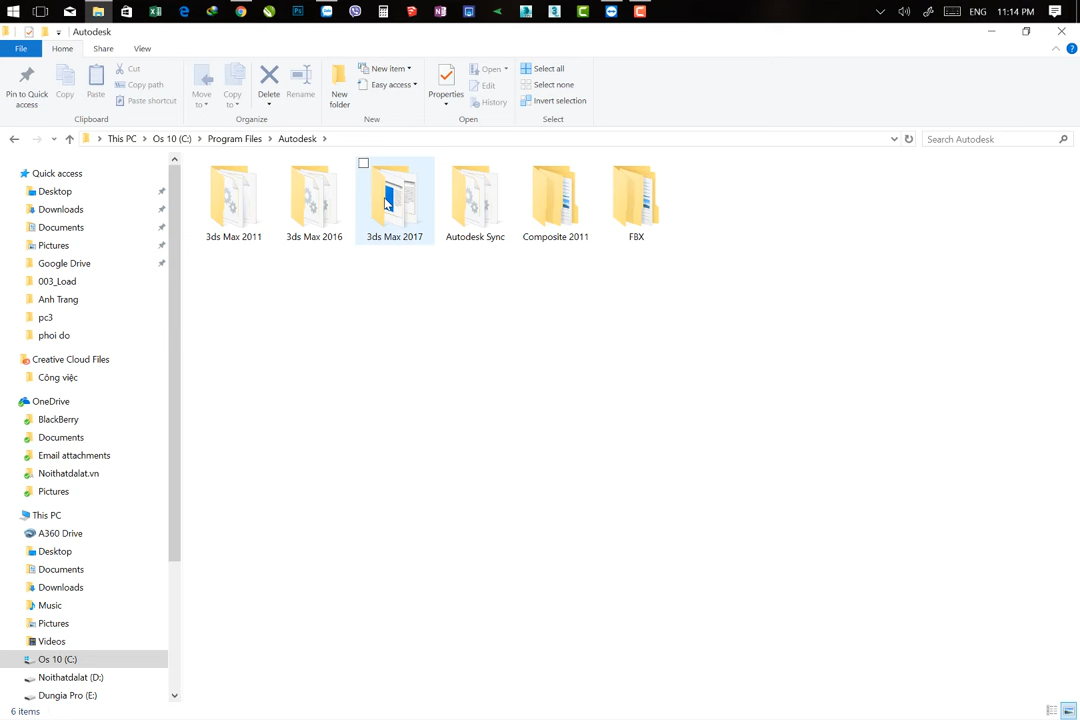 ENG 11:14 PM
Autodesk
File Home Share View
Pin to Quick access
Copy
Paste
Cut
Copy path
Paste shortcut
Move to
Copy to
Delete
Rename
New folder
New item
Easy access
Properties
Open
Edit
History
Select all
Select none
Invert selection
Clipboard Organize New Open Select
This PC Os 10 (C:) Program Files Autodesk
Search Autodesk
Quick access
Desktop
Downloads
Documents
Pictures
Google Drive
003_Load
Anh Trang
pc3
phoi do
Creative Cloud Files
Công việc
OneDrive
BlackBerry
Documents
Email attachments
Noithatdalat.vn
Pictures
This PC
A360 Drive
Desktop
Documents
Downloads
Music
Pictures
Videos
Os 10 (C:)
Noithatdalat (D:)
Dungia Pro (E:)
3ds Max 2011
3ds Max 2016
3ds Max 2017
Autodesk Sync
Composite 2011
FBX
6 items